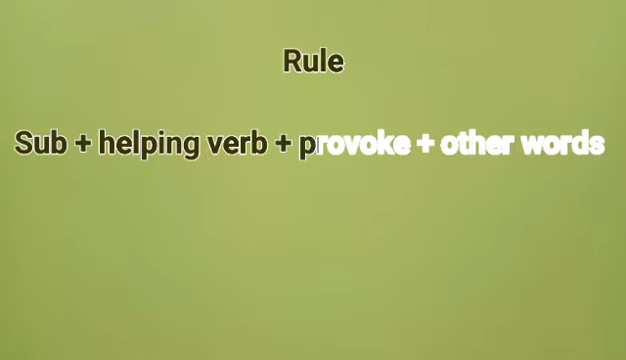 Rule
Sub + helping verb + provoke + other words